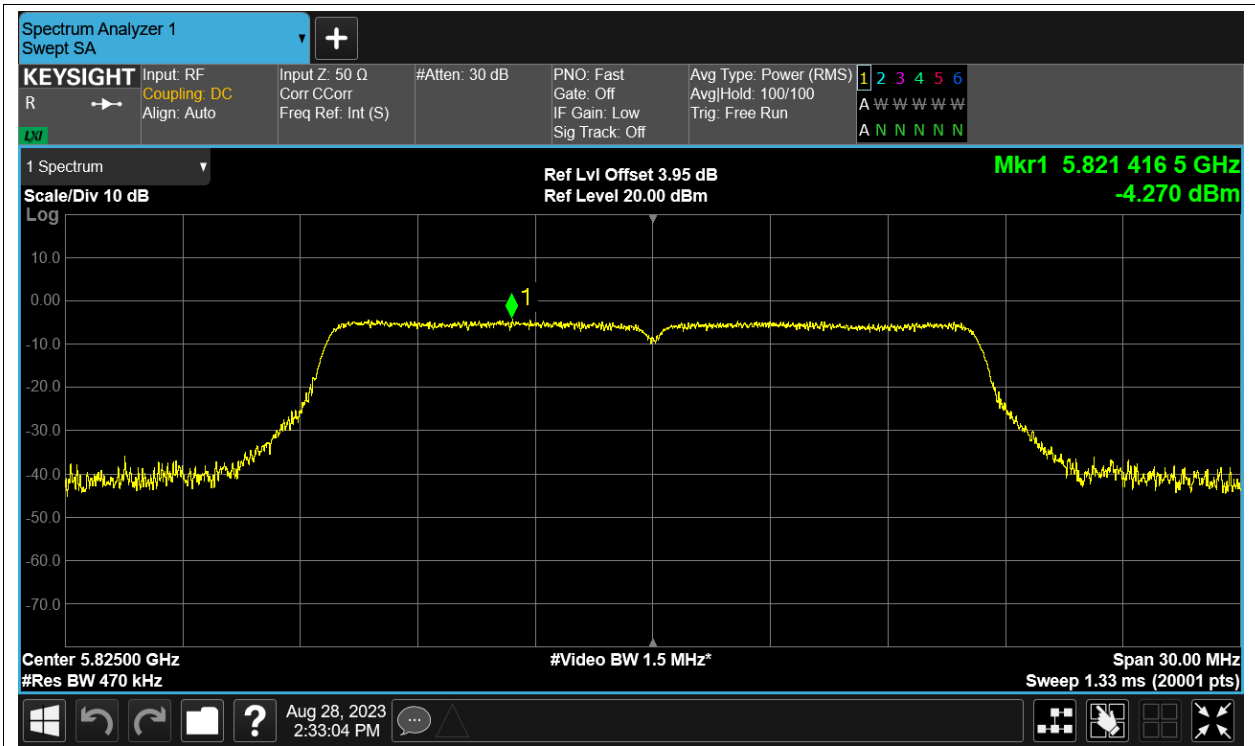 Spectrum Analyzer 1
Swept SA
KEYSIGHT
R
LXI
Input: RF
Coupling: DC
Align: Auto
Input Z: 50 Ω
Corr CCorr
Freq Ref: Int (S)
#Atten: 30 dB
PNO: Fast
Gate: Off
IF Gain: Low
Sig Track: Off
Avg Type: Power (RMS)
Avg|Hold: 100/100
Trig: Free Run
1 2 3 4 5 6
A W W W W W
A N N N N N
1 Spectrum
Scale/Div 10 dB
Ref Lvl Offset 3.95 dB
Ref Level 20.00 dBm
Mkr1 5.821 416 5 GHz
-4.270 dBm
Log
10.0
0.00
-10.0
-20.0
-30.0
-40.0
-50.0
-60.0
-70.0
1
Center 5.82500 GHz
#Res BW 470 kHz
#Video BW 1.5 MHz*
Span 30.00 MHz
Sweep 1.33 ms (20001 pts)
?
Aug 28, 2023
2:33:04 PM